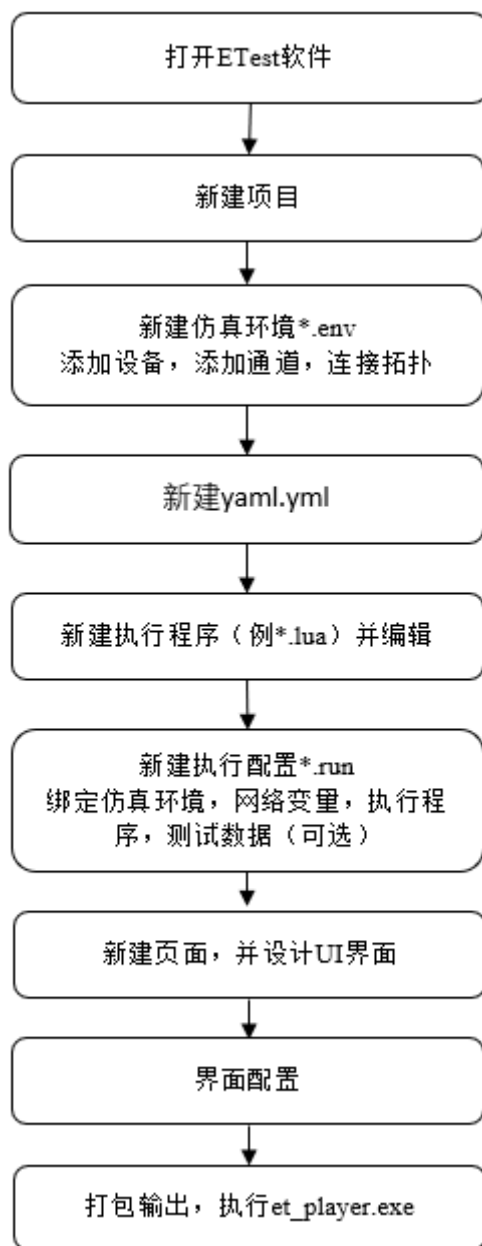 打开ETest软件
新建项目
新建仿真环境*.env
添加设备，添加通道，连接拓扑
新建yaml.yml
新建执行程序（例*.lua）并编辑
新建执行配置*.run
绑定仿真环境，网络变量，执行程
序，测试数据（可选）
新建页面，并设计UI界面
界面配置
打包输出，执行et_player.exe